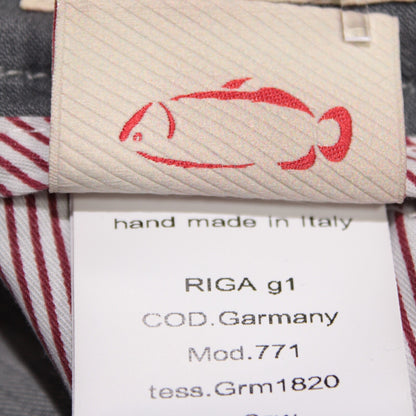 hand made in Italy
RIGA g1
COD.Garmany
Mod.771
tess.Grm1820